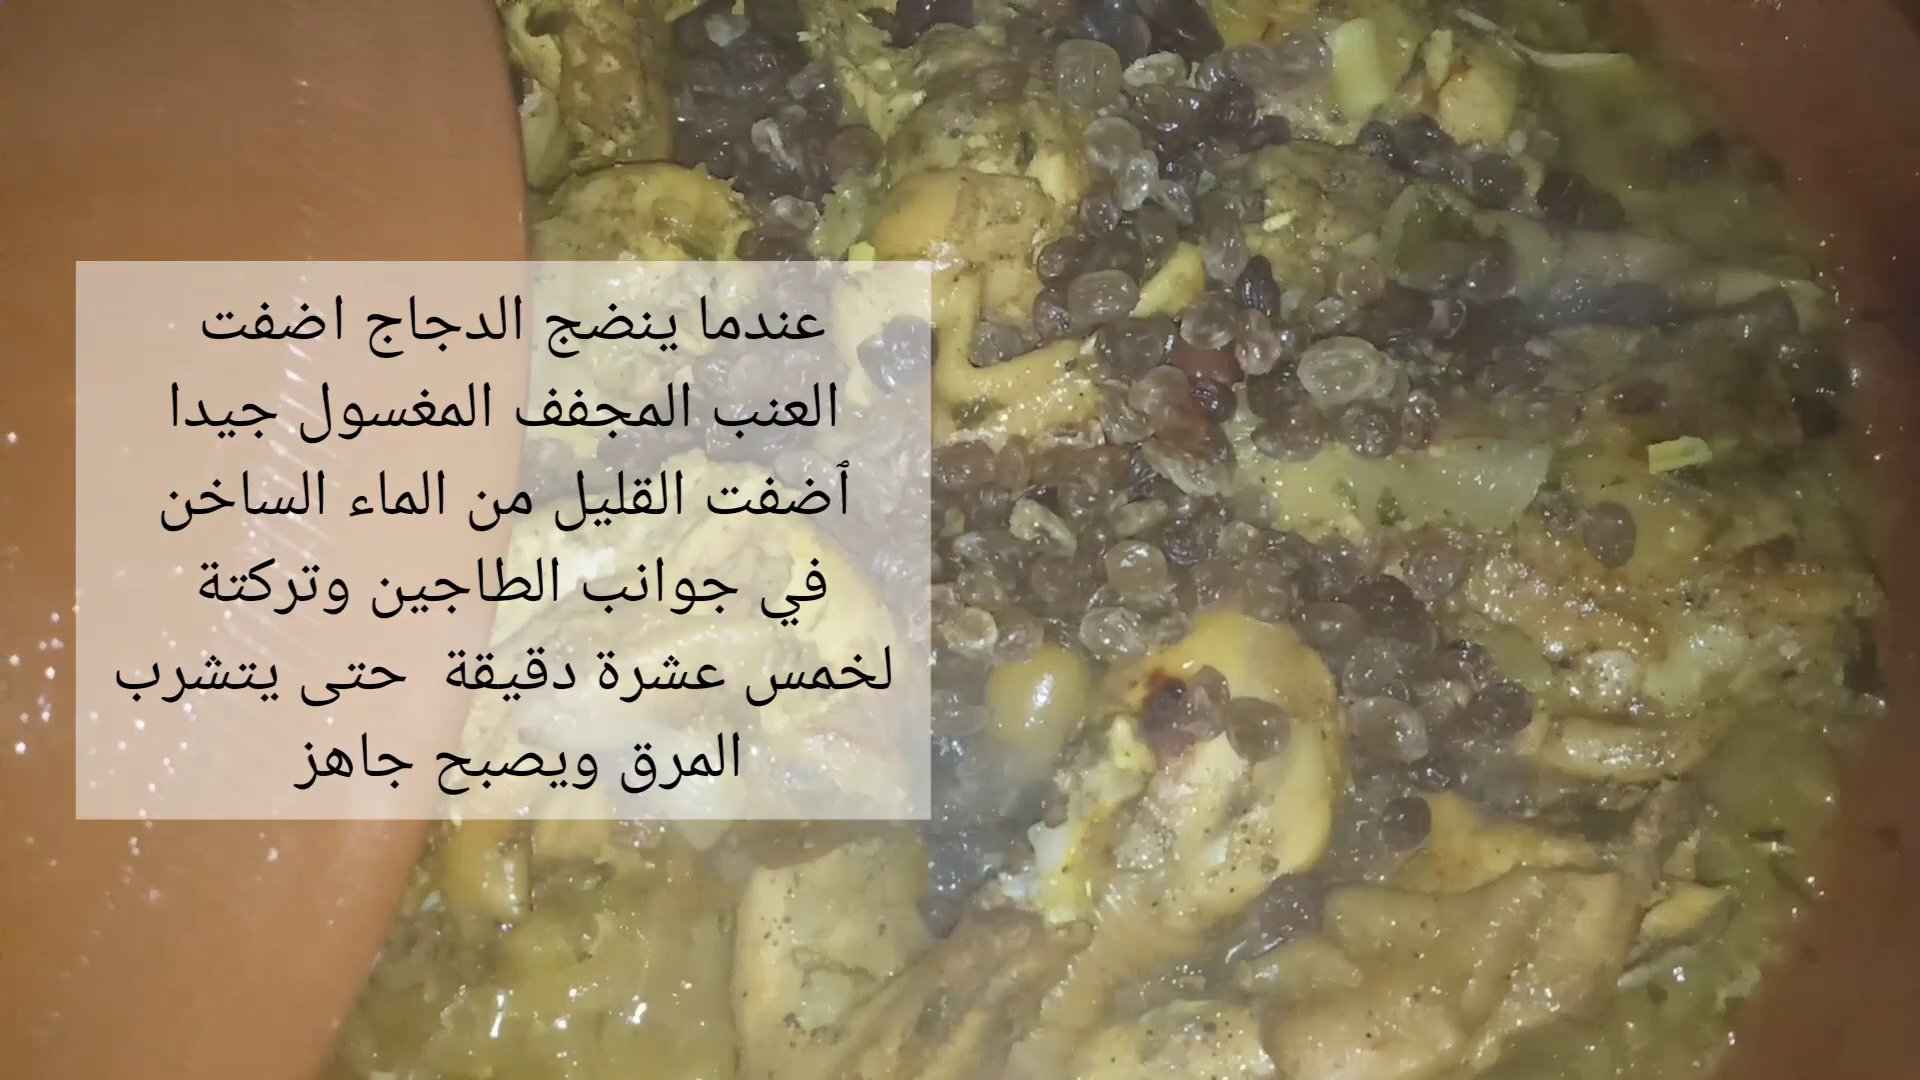 عندما ينضج الدجاج اضفت
العنب المجفف المغسول جيدا
ٲضفت القليل من الماء الساخن
في جوانب الطاجين وتركتة
لخمس عشرة دقيقة  حتى يتشرب
المرق ويصبح جاهز